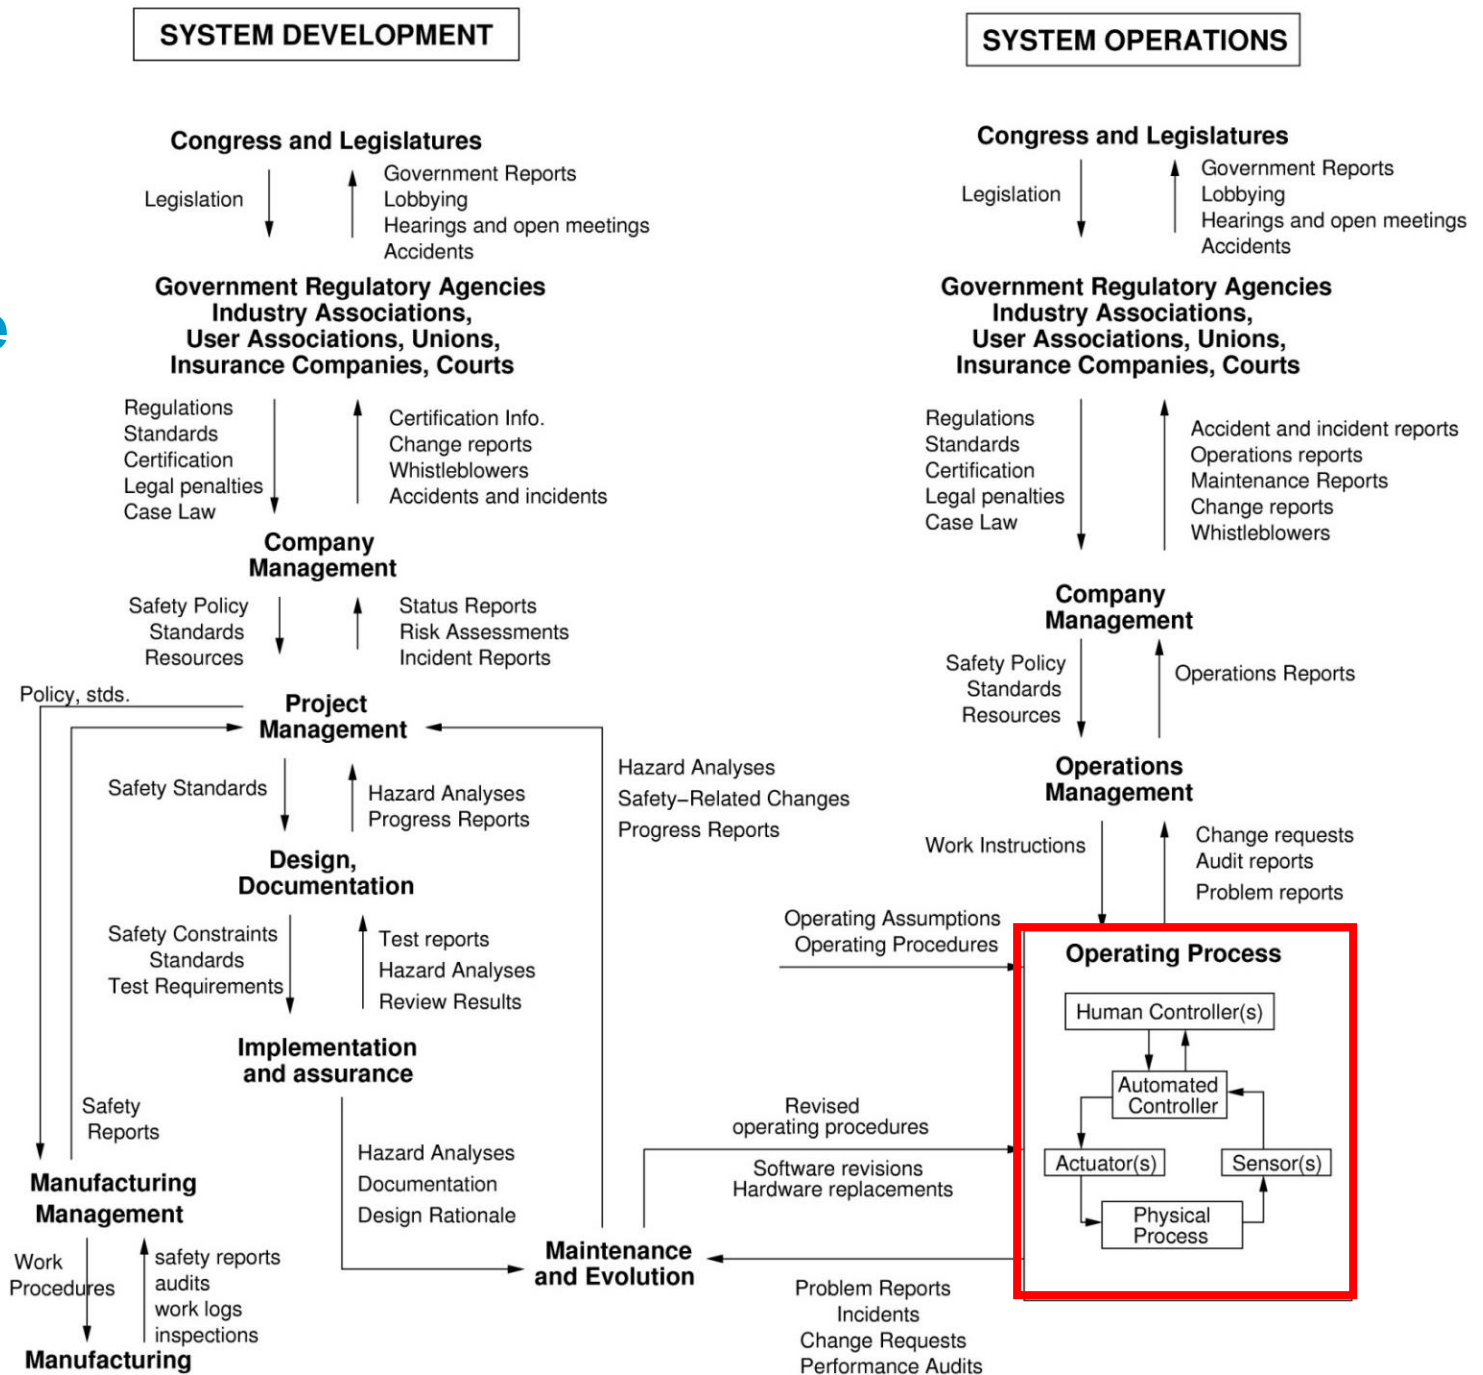 SYSTEM DEVELOPMENT
Congress and Legislatures
Legislation
Government Reports
Lobbying
Hearings and open meetings
Accidents
Government Regulatory Agencies
Industry Associations,
User Associations, Unions,
Insurance Companies, Courts
Regulations
Standards
Certification
Legal penalties
Case Law
Certification Info.
Change reports
Whistleblowers
Accidents and incidents
Company
Management
Safety Policy
Standards
Resources
Status Reports
Risk Assessments
Incident Reports
Policy, stds.
Project
Management
Safety Standards
Hazard Analyses
Progress Reports
Hazard Analyses
Safety–Related Changes
Progress Reports
Design,
Documentation
Safety Constraints
Standards
Test Requirements
Test reports
Hazard Analyses
Review Results
Implementation
and assurance
Safety
Reports
Hazard Analyses
Documentation
Design Rationale
Manufacturing
Management
Work
Procedures
safety reports
audits
work logs
inspections
Manufacturing
Maintenance
and Evolution
SYSTEM OPERATIONS
Congress and Legislatures
Legislation
Government Reports
Lobbying
Hearings and open meetings
Accidents
Government Regulatory Agencies
Industry Associations,
User Associations, Unions,
Insurance Companies, Courts
Regulations
Standards
Certification
Legal penalties
Case Law
Accident and incident reports
Operations reports
Maintenance Reports
Change reports
Whistleblowers
Company
Management
Safety Policy
Standards
Resources
Operations Reports
Operations
Management
Work Instructions
Change requests
Audit reports
Problem reports
Operating Assumptions
Operating Procedures
Operating Process
Human Controller(s)
Automated
Controller
Actuator(s)
Sensor(s)
Physical
Process
Revised
operating procedures
Software revisions
Hardware replacements
Problem Reports
Incidents
Change Requests
Performance Audits